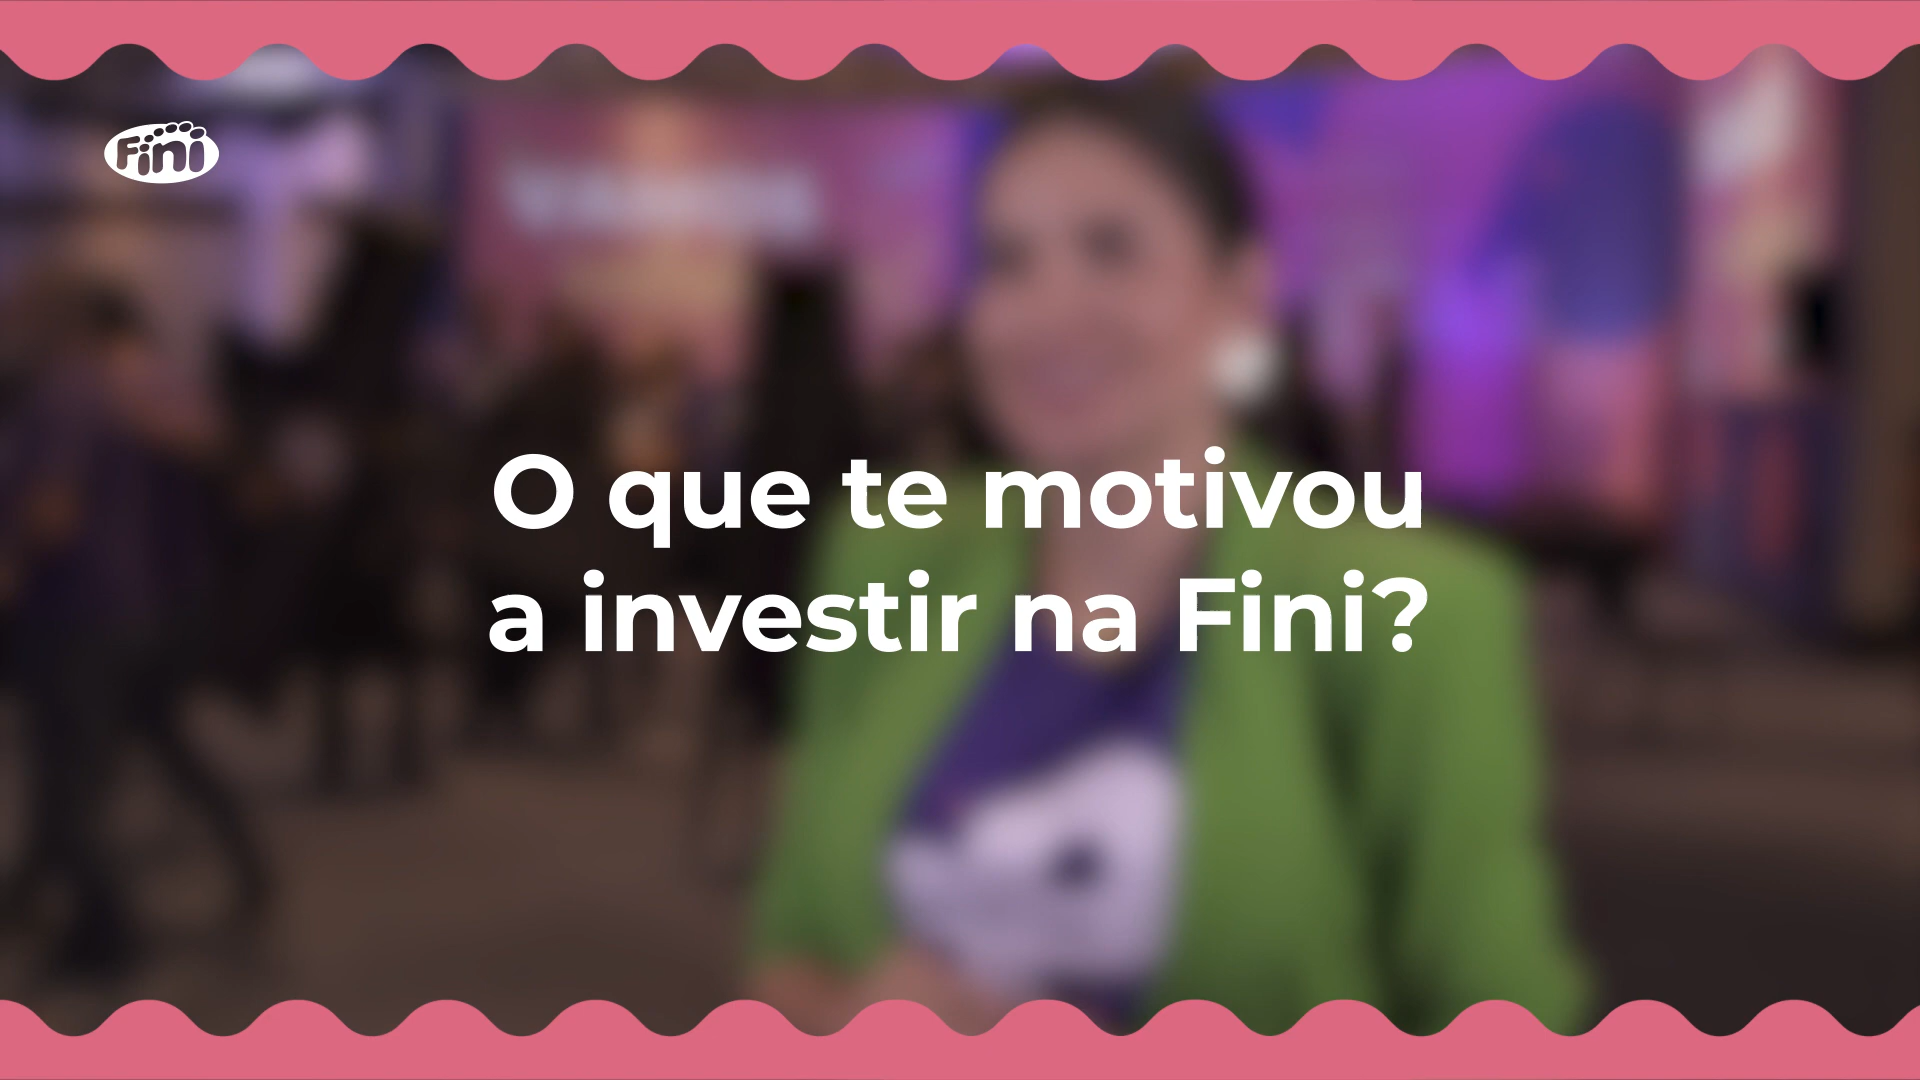 Fini
O que te motivou
a investir na Fini?